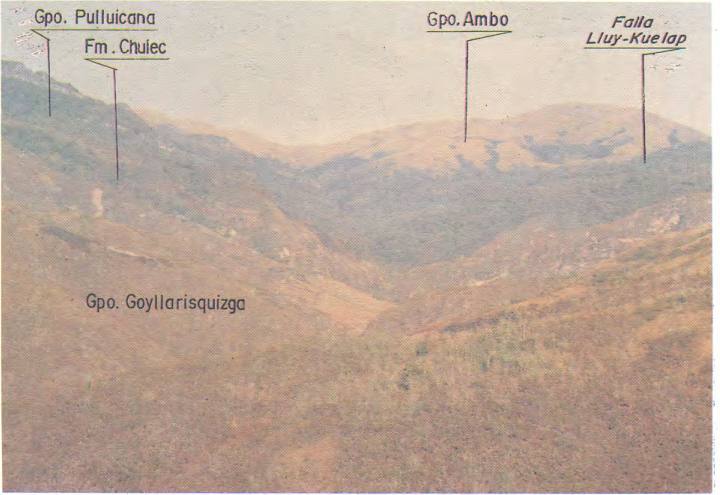 Gpo. Pulluicana
Fm. Chulec
Gpo. Ambo
Falla
Lluy-Kuelap
Gpo. Goyllarisquizga